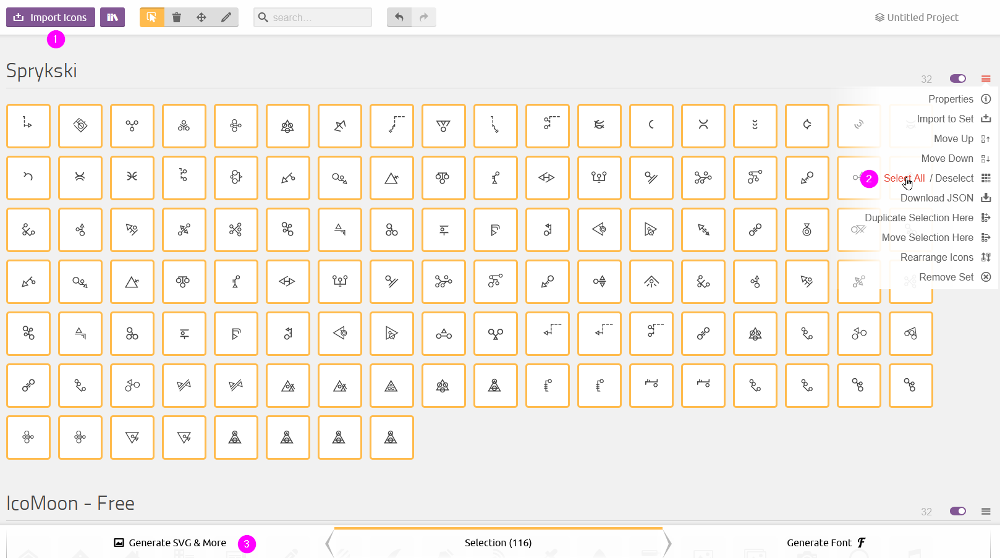 Import Icons
search...
Untitled Project
1
Sprykski
32
Properties
Import to Set
Move Up
Move Down
2 Select All / Deselect
Download JSON
Duplicate Selection Here
Move Selection Here
Rearrange Icons
Remove Set
IcoMoon - Free
32
Generate SVG & More 3
Selection (116)
Generate Font F